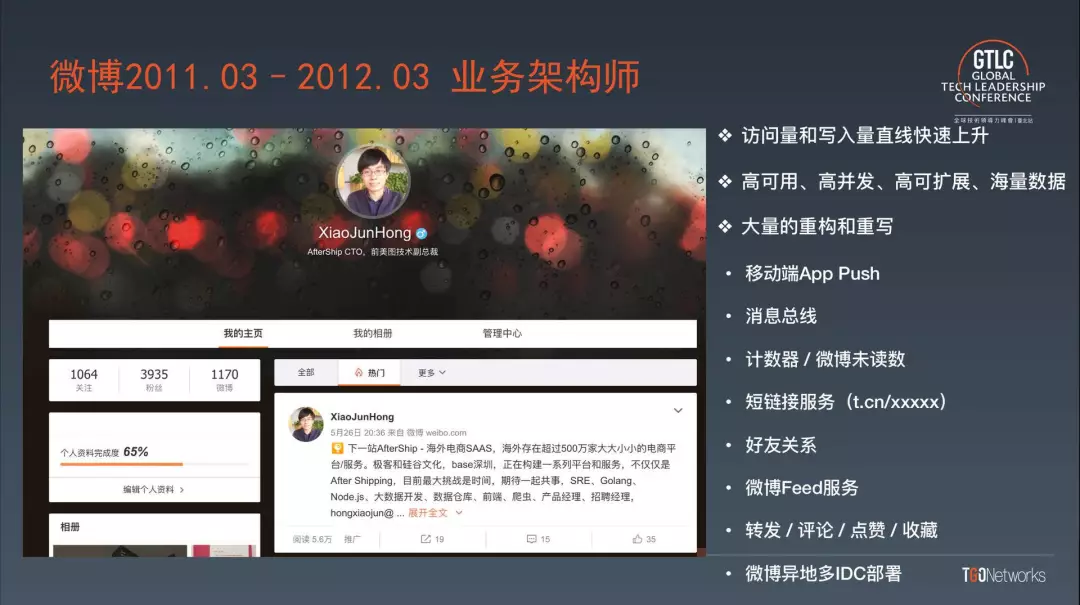 微博2011.03-2012.03 业务架构师
GTLC
GLOBAL
TECH LEADERSHIP
CONFERENCE
全球技术领导力峰会|臺北站
XiaoJunHong
AfterShip CTO，前美图技术副总裁
我的主页 我的相册 管理中心
1064 3935 1170
关注 粉丝 微博
个人资料完成度 65%
编辑个人资料 >
相册
全部 热门 更多
XiaoJunHong
5月26日 20:36 来自 微博 weibo.com
下一站AfterShip - 海外电商SAAS，海外存在超过500万家大大小小的电商平
台/服务。极客和硅谷文化，base深圳，正在构建一系列平台和服务，不仅仅是
After Shipping，目前最大挑战是时间，期待一起共事，SRE、Golang、
Node.js、大数据开发、数据仓库、前端、爬虫、产品经理、招聘经理，
hongxiaojun@ ... 展开全文
阅读 5.6万 推广 19 15 35
❖ 访问量和写入量直线快速上升
❖ 高可用、高并发、高可扩展、海量数据
❖ 大量的重构和重写
• 移动端App Push
• 消息总线
• 计数器 / 微博未读数
• 短链接服务（t.cn/xxxxx）
• 好友关系
• 微博Feed服务
• 转发 / 评论 / 点赞 / 收藏
• 微博异地多IDC部署
TGONetworks